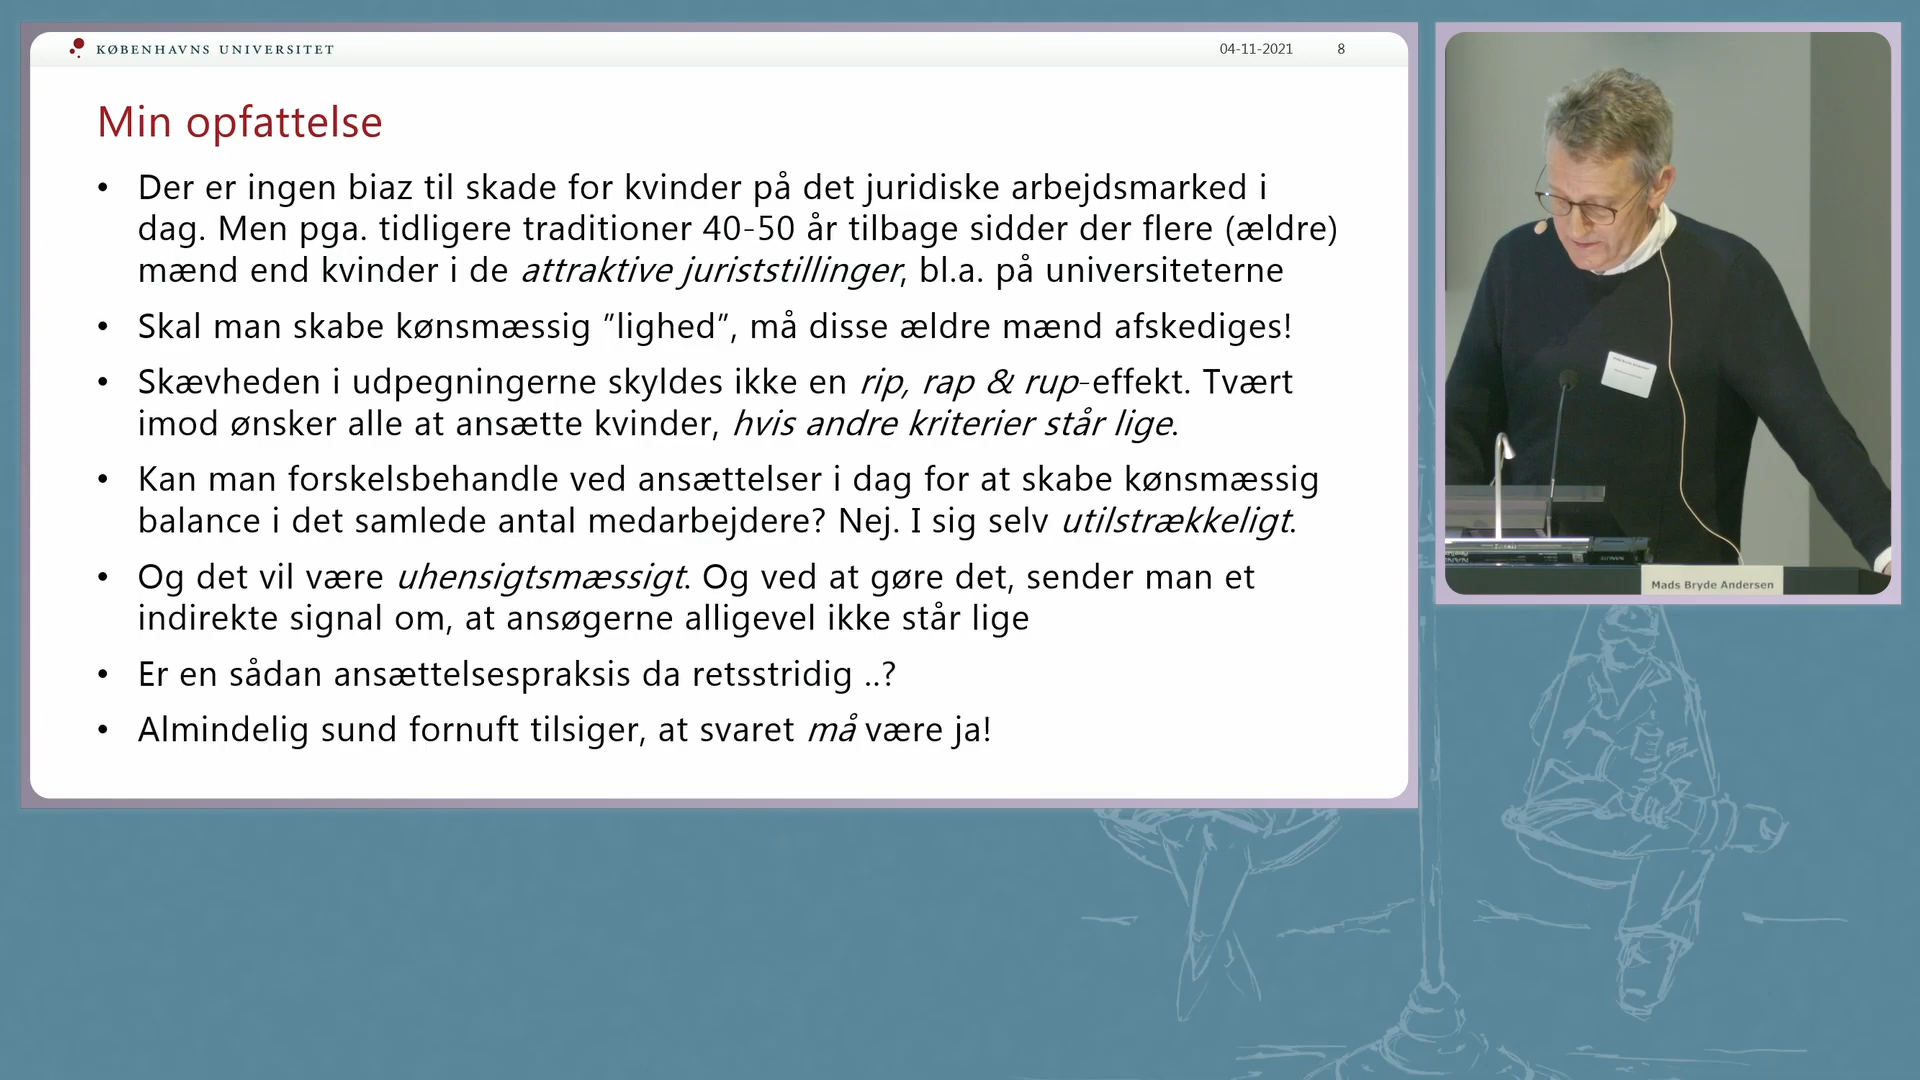 KØBENHAVNS UNIVERSITET
04-11-2021 8
Min opfattelse
• Der er ingen biaz til skade for kvinder på det juridiske arbejdsmarked i
dag. Men pga. tidligere traditioner 40-50 år tilbage sidder der flere (ældre)
mænd end kvinder i de attraktive juriststillinger, bl.a. på universiteterne
• Skal man skabe kønsmæssig ”lighed”, må disse ældre mænd afskediges!
• Skævheden i udpegningerne skyldes ikke en rip, rap & rup-effekt. Tvært
imod ønsker alle at ansætte kvinder, hvis andre kriterier står lige.
• Kan man forskelsbehandle ved ansættelser i dag for at skabe kønsmæssig
balance i det samlede antal medarbejdere? Nej. I sig selv utilstrækkeligt.
• Og det vil være uhensigtsmæssigt. Og ved at gøre det, sender man et
indirekte signal om, at ansøgerne alligevel ikke står lige
• Er en sådan ansættelsespraksis da retsstridig ..?
• Almindelig sund fornuft tilsiger, at svaret må være ja!
Mads Bryde Andersen